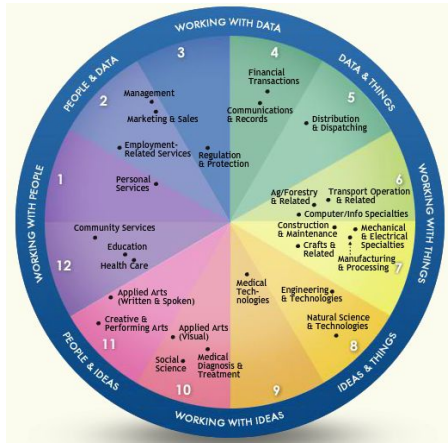 WORKING WITH DATA
PEOPLE & DATA
DATA & THINGS
WORKING WITH PEOPLE
WORKING WITH THINGS
PEOPLE & IDEAS
IDEAS & THINGS
WORKING WITH IDEAS
3
4
2
5
1
6
12
7
11
8
10
9
Management
Marketing & Sales
Employment-
Related Services
Regulation
& Protection
Personal
Services
Financial
Transactions
Communications
& Records
Distribution
& Dispatching
Ag/Forestry
& Related
Transport Operation
& Related
Computer/Info Specialties
Construction
& Maintenance
Mechanical
& Electrical
Specialties
Crafts &
Related
Manufacturing
& Processing
Community Services
Education
Health Care
Applied Arts
(Written & Spoken)
Creative &
Performing Arts
Applied Arts
(Visual)
Social
Science
Medical
Diagnosis &
Treatment
Medical
Tech-
nologies
Engineering
& Technologies
Natural Science
& Technologies